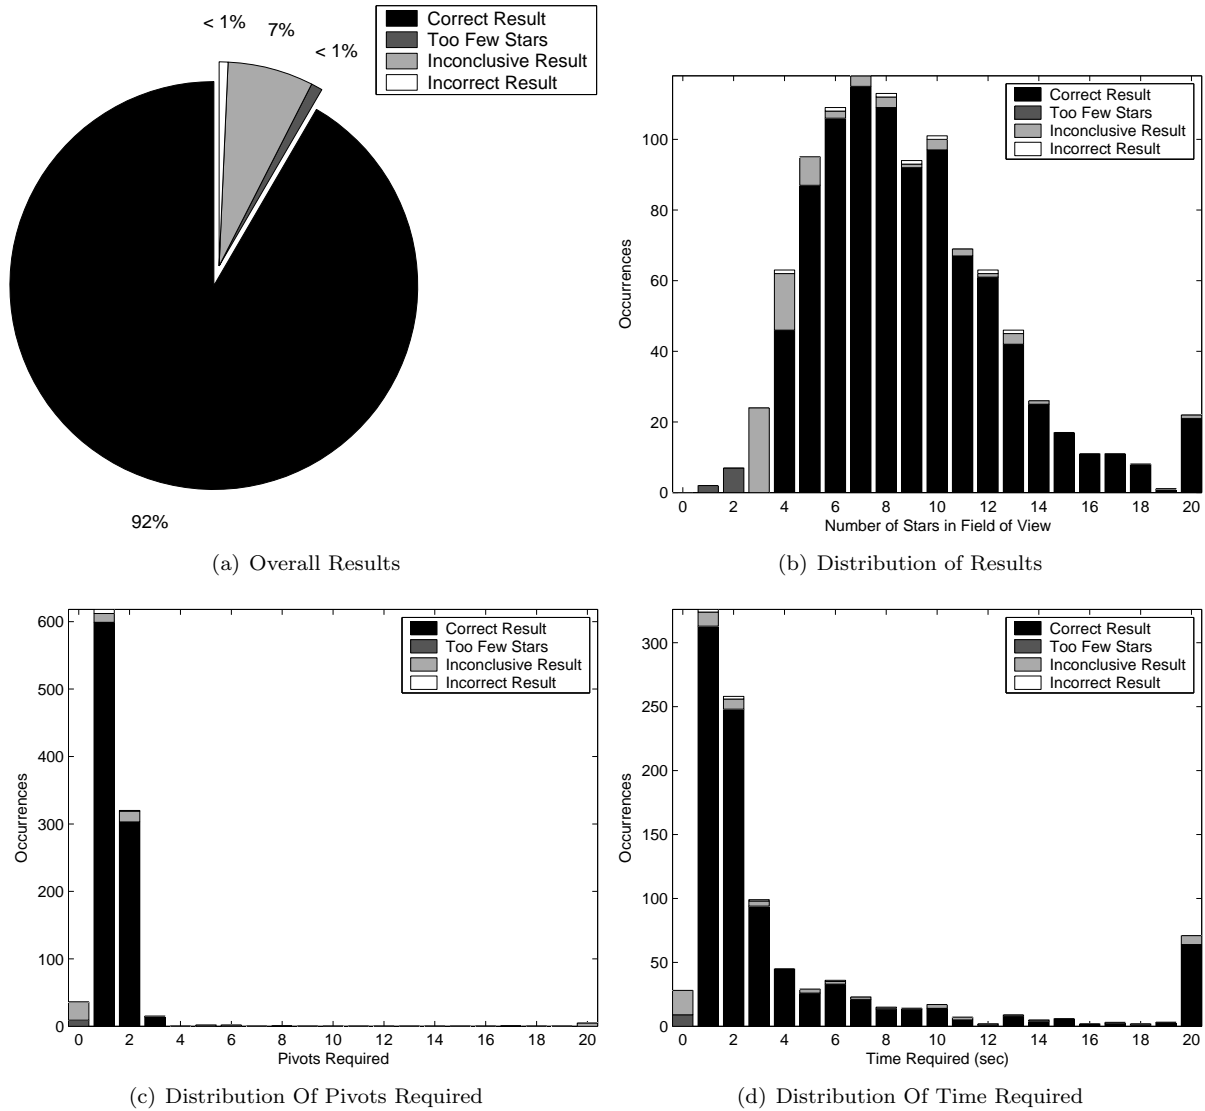 < 1%
7%
< 1%
92%
Correct Result
Too Few Stars
Inconclusive Result
Incorrect Result
(a) Overall Results
Occurrences
100
80
60
40
20
0
0 2 4 6 8 10 12 14 16 18 20
Number of Stars in Field of View
Correct Result
Too Few Stars
Inconclusive Result
Incorrect Result
(b) Distribution of Results
Occurrences
600
500
400
300
200
100
0
0 2 4 6 8 10 12 14 16 18 20
Pivots Required
Correct Result
Too Few Stars
Inconclusive Result
Incorrect Result
(c) Distribution Of Pivots Required
Occurrences
300
250
200
150
100
50
0
0 2 4 6 8 10 12 14 16 18 20
Time Required (sec)
Correct Result
Too Few Stars
Inconclusive Result
Incorrect Result
(d) Distribution Of Time Required